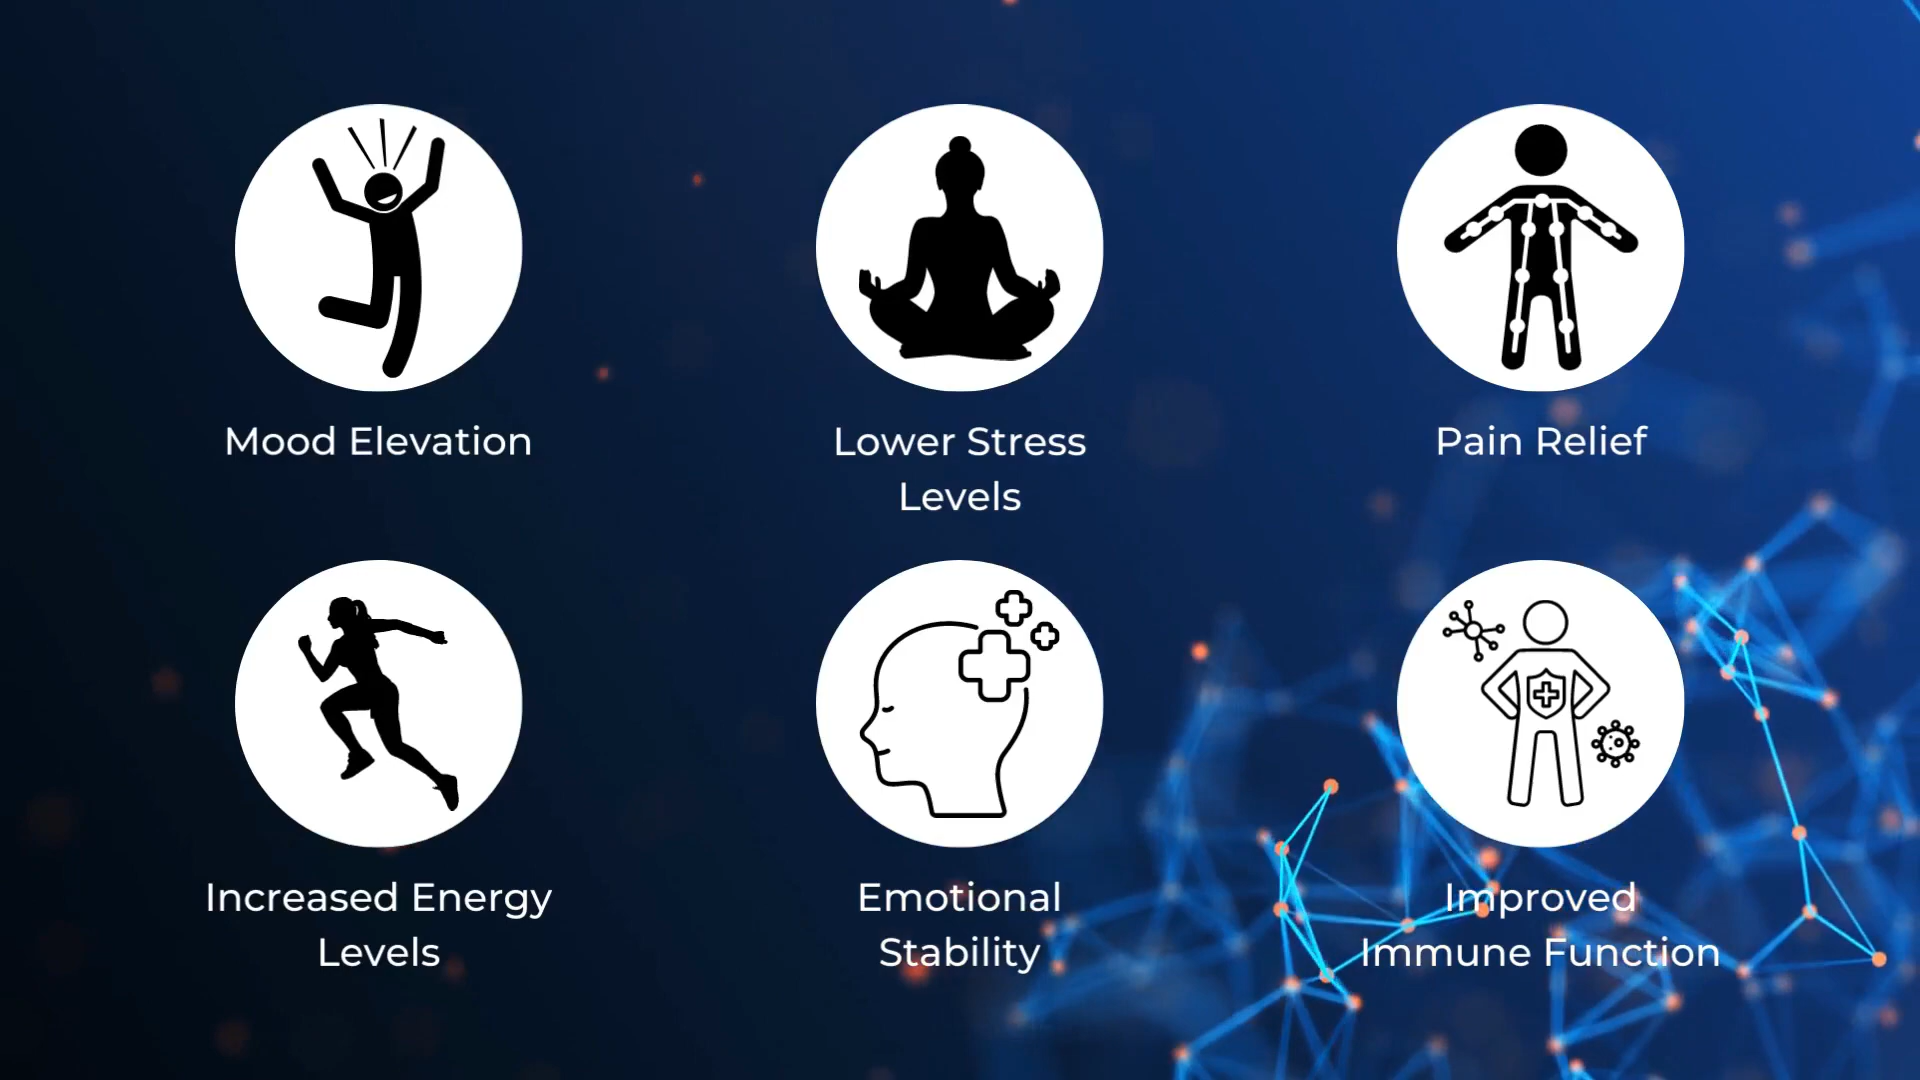 Mood Elevation
Lower Stress
Levels
Pain Relief
Increased Energy
Levels
Emotional
Stability
Improved
Immune Function